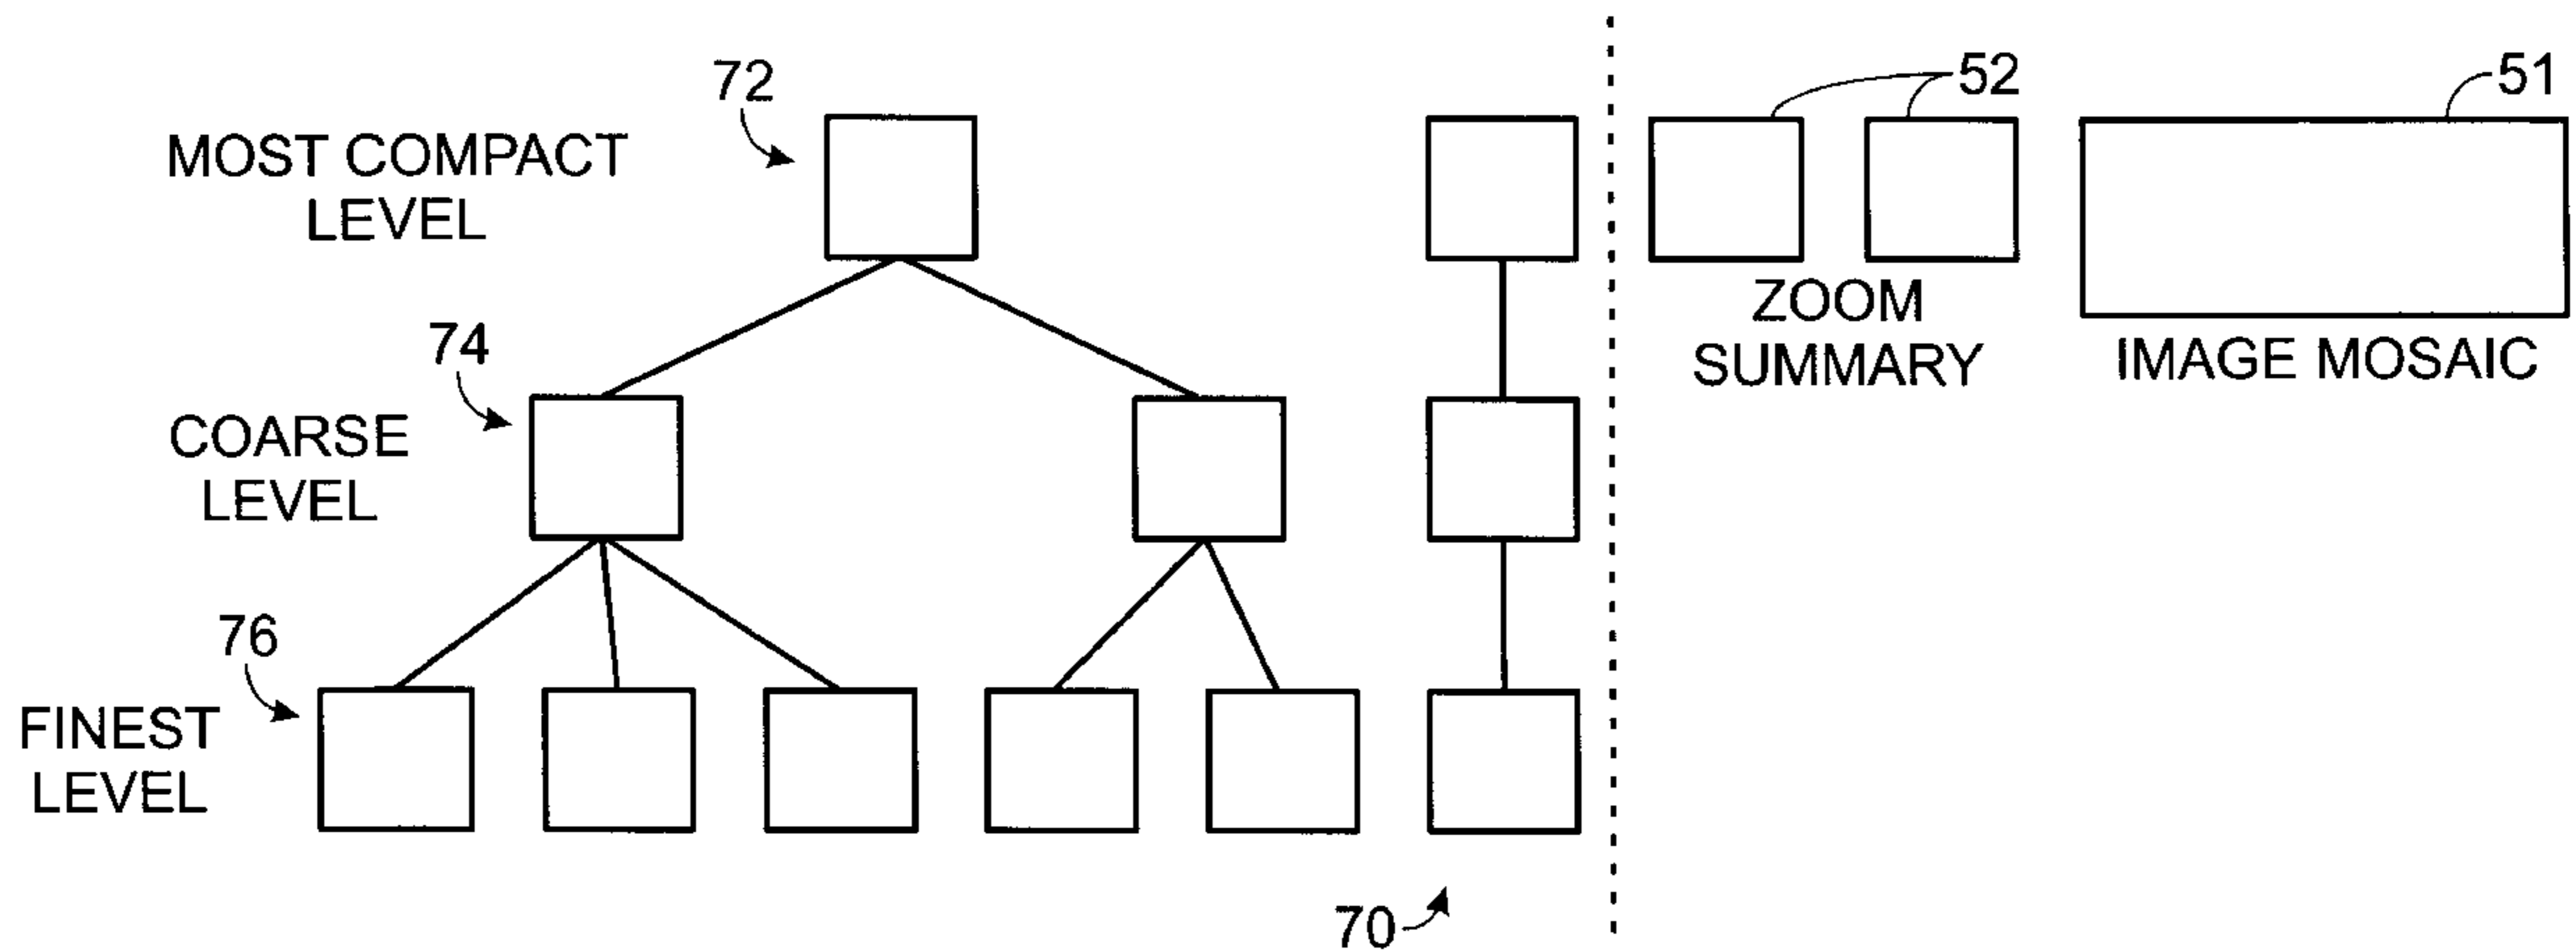 72
52
51
MOST COMPACT
LEVEL
ZOOM
SUMMARY
IMAGE MOSAIC
74
COARSE
LEVEL
76
FINEST
LEVEL
70